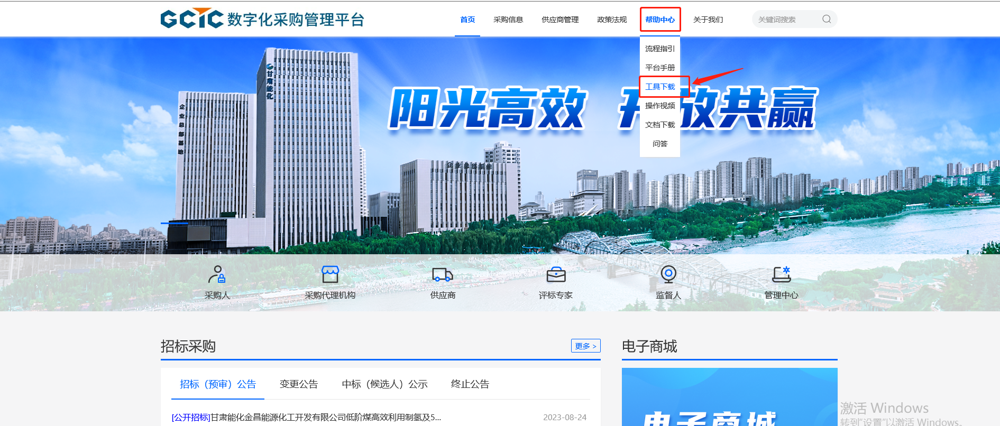 GCTC 数字化采购管理平台
首页 采购信息 供应商管理 政策法规 帮助中心 关于我们 关键词搜索
流程指引
平台手册
工具下载
操作视频
文档下载
问答
甘肃能化
企业总部基地
阳光高效 开放共赢
采购人 采购代理机构 供应商 评标专家 监督人 管理中心
招标采购 更多 >
电子商城
招标（预审）公告 变更公告 中标（候选人）公示 终止公告
[公开招标]甘肃能化金昌能源化工开发有限公司低阶煤高效利用制氢及5... 2023-08-24
电子商城
激活 Windows
转到"设置"以激活 Windows。